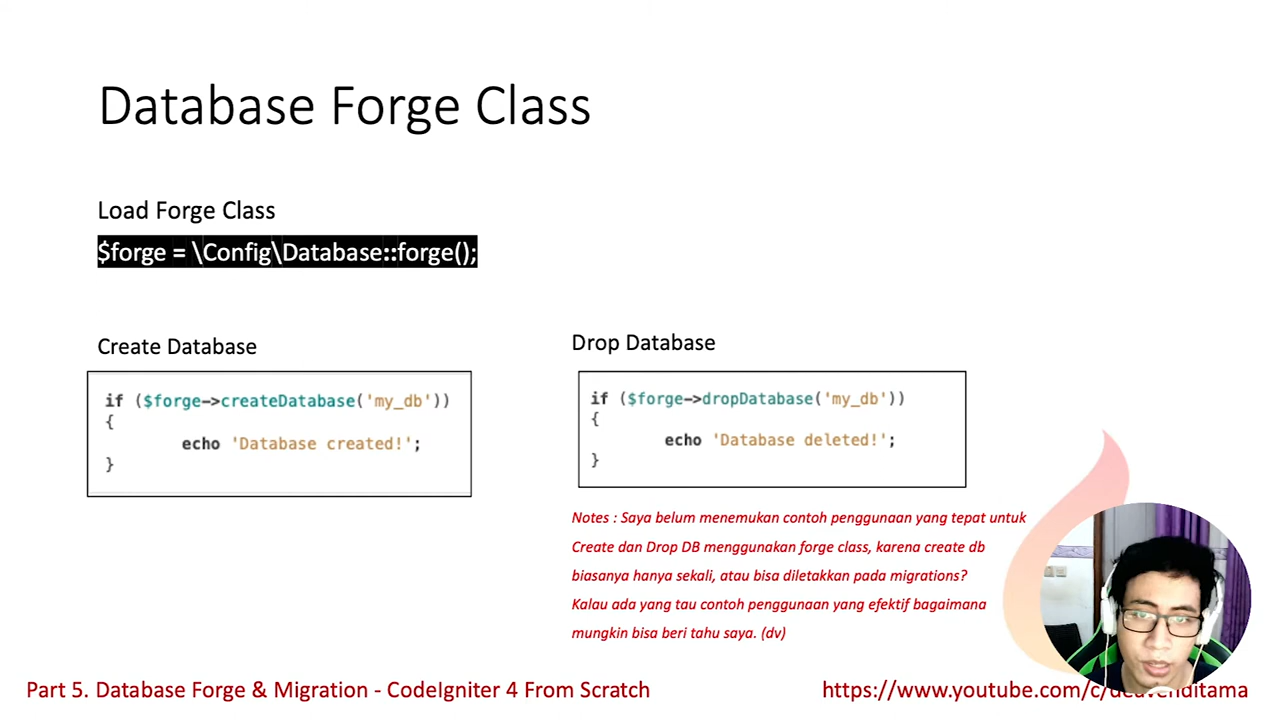 Database Forge Class
Load Forge Class
$forge = \Config\Database::forge();
Create Database
if ($forge->createDatabase('my_db'))
{
echo 'Database created!';
}
Drop Database
if ($forge->dropDatabase('my_db'))
{
echo 'Database deleted!';
}
Notes : Saya belum menemukan contoh penggunaan yang tepat untuk
Create dan Drop DB menggunakan forge class, karena create db
biasanya hanya sekali, atau bisa diletakkan pada migrations?
Kalau ada yang tau contoh penggunaan yang efektif bagaimana
mungkin bisa beri tahu saya. (dv)
Part 5. Database Forge & Migration - CodeIgniter 4 From Scratch
https://www.youtube.com/c/deavenditama